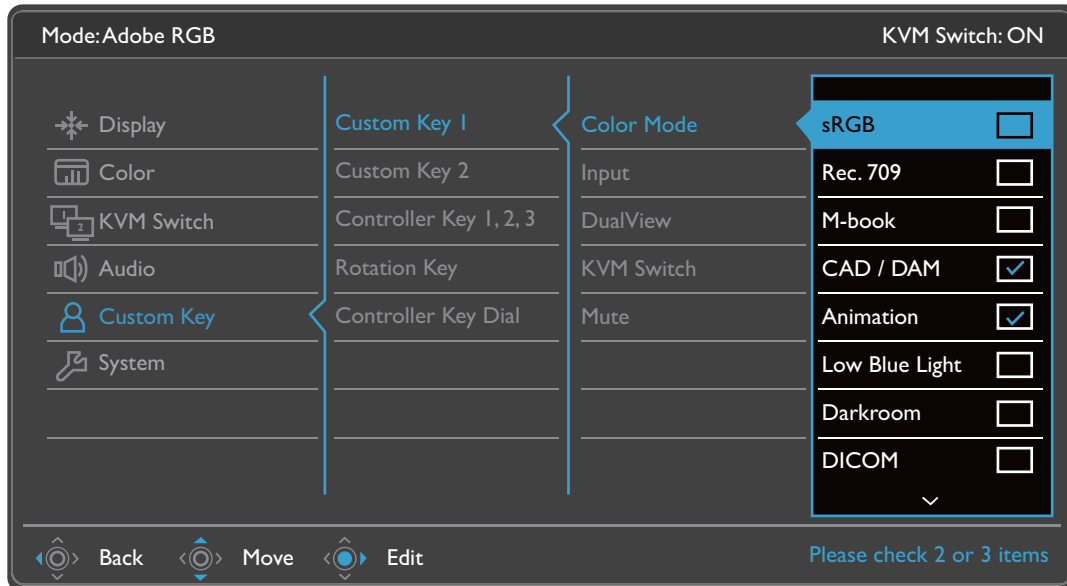 Mode: Adobe RGB
KVM Switch: ON
Display
Color
1
2
KVM Switch
Audio
Custom Key
System
Custom Key 1
Custom Key 2
Controller Key 1, 2, 3
Rotation Key
Controller Key Dial
Color Mode
Input
DualView
KVM Switch
Mute
sRGB
Rec. 709
M-book
CAD / DAM
Animation
Low Blue Light
Darkroom
DICOM
Back
Move
Edit
Please check 2 or 3 items